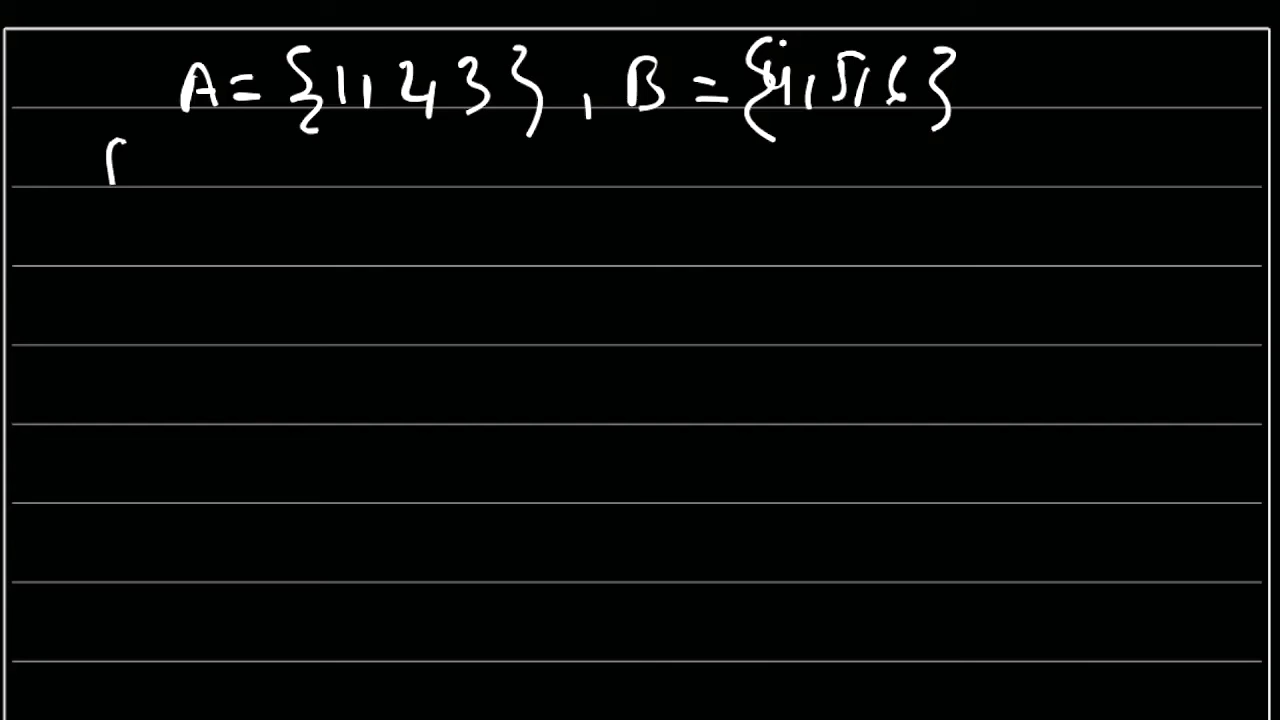 A = {1, 2, 3} , B = {4, 5, 6}